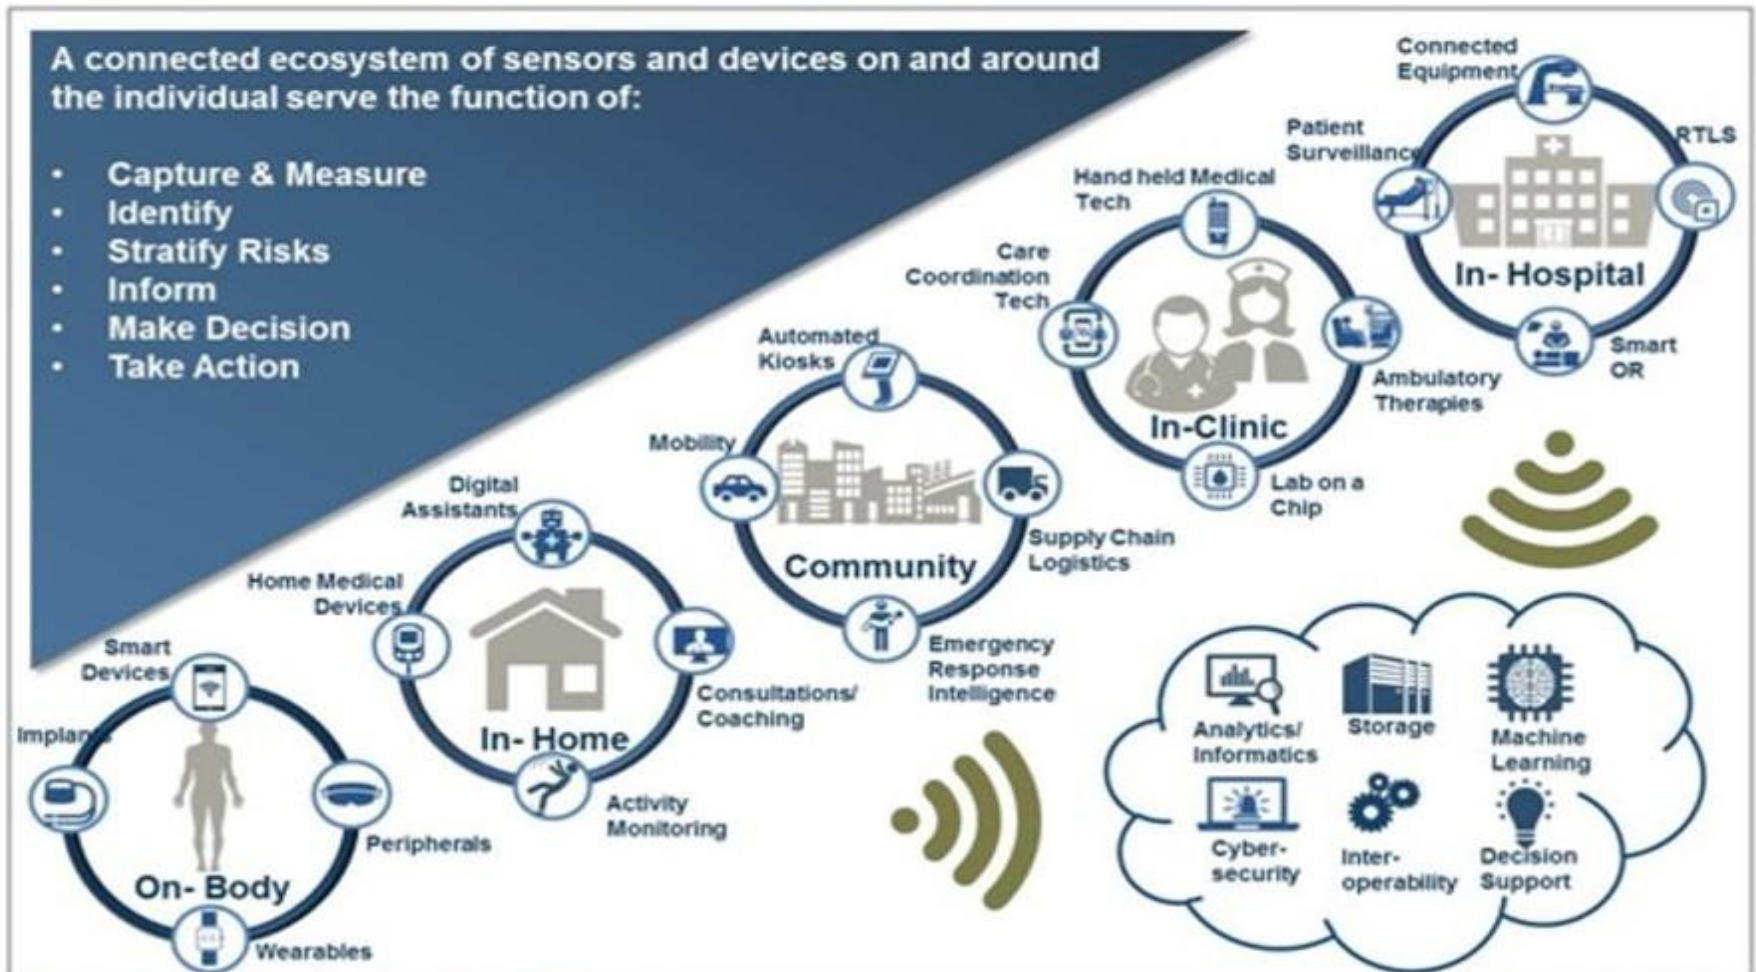 A connected ecosystem of sensors and devices on and around
the individual serve the function of:
• Capture & Measure
• Identify
• Stratify Risks
• Inform
• Make Decision
• Take Action
Connected
Equipment
Patient
Surveillance
RTLS
In- Hospital
Smart
OR
Hand held Medical
Tech
Care
Coordination
Tech
In-Clinic
Ambulatory
Therapies
Lab on a
Chip
Automated
Kiosks
Mobility
Community
Supply Chain
Logistics
Emergency
Response
Intelligence
Digital
Assistants
Home Medical
Devices
In- Home
Consultations/
Coaching
Activity
Monitoring
Smart
Devices
Implants
Peripherals
On- Body
Wearables
Analytics/
Informatics
Storage
Machine
Learning
Cyber-
security
Inter-
operability
Decision
Support